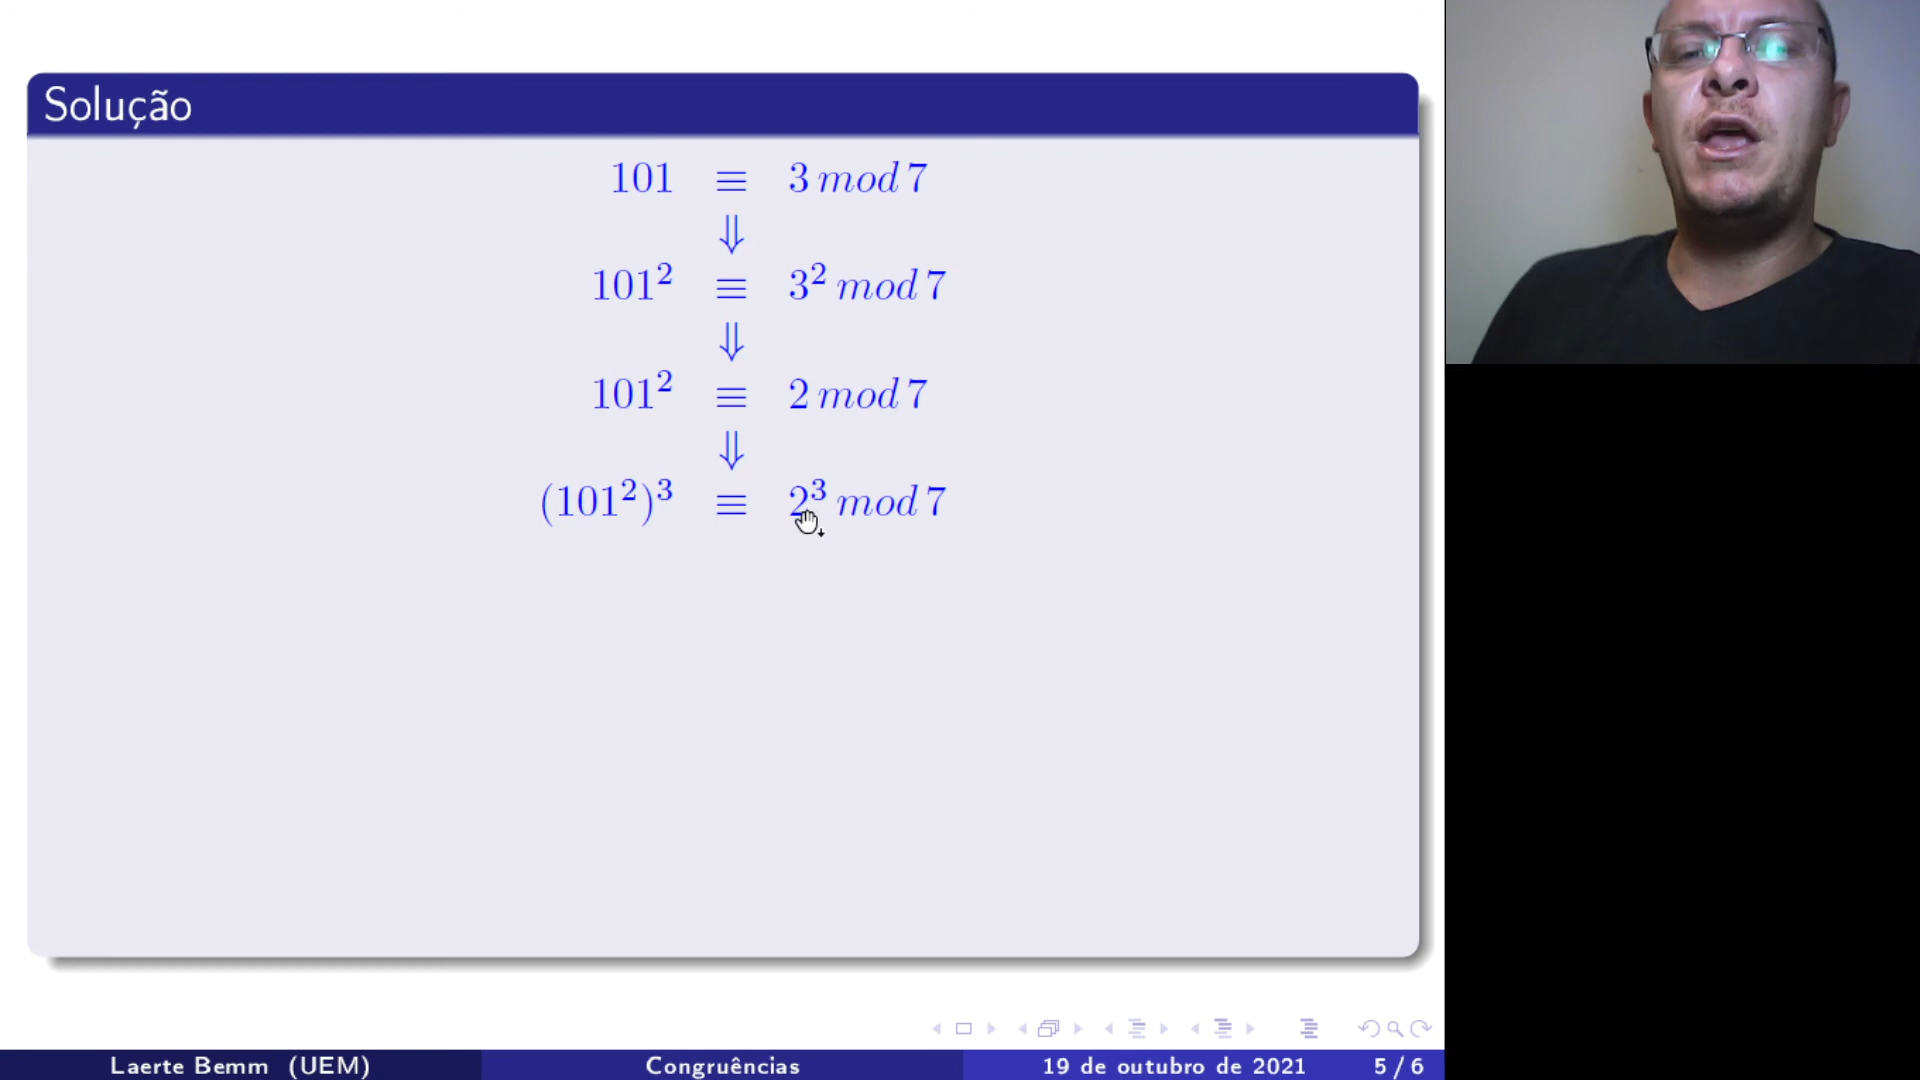 Solução
101 ≡ 3 mod 7
⇓
101² ≡ 3² mod 7
⇓
101² ≡ 2 mod 7
⇓
(101²)³ ≡ 2³ mod 7
Laerte Bemm (UEM) Congruências 19 de outubro de 2021 5 / 6